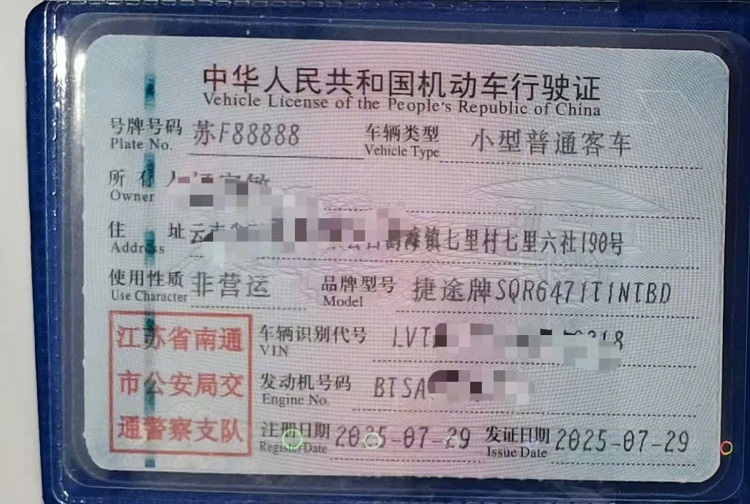 中华人民共和国机动车行驶证
Vehicle License of the People's Republic of China
号牌号码 苏F88888 车辆类型 小型普通客车
Plate No. Vehicle Type
所有人
Owner
住址 云 滩镇七里村七里六社190号
Address
使用性质 非营运 品牌型号 捷途牌SQR6471T1NTBD
Use Character Model
江苏省南通 车辆识别代号 LVT 318
VIN
市公安局交 发动机号码 BTSA
Engine No.
通警察支队 注册日期 2025-07-29 发证日期 2025-07-29
Register Date Issue Date